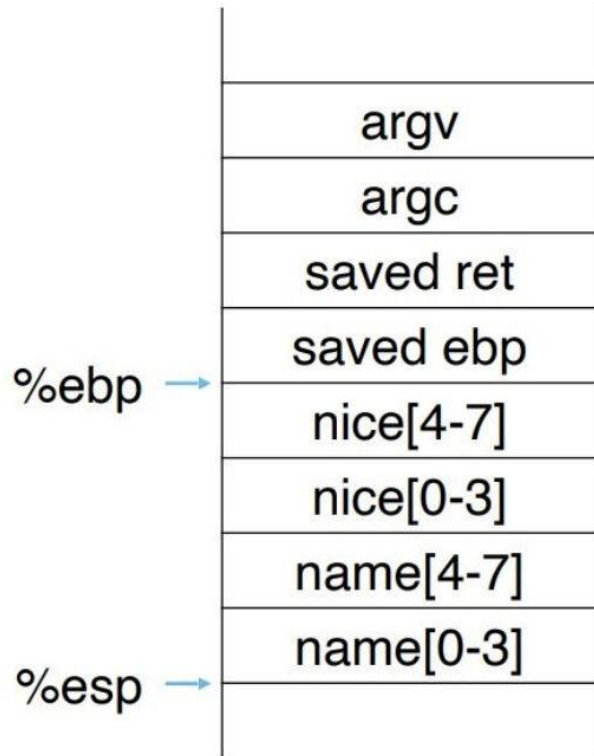 argv
argc
saved ret
saved ebp
%ebp
nice[4-7]
nice[0-3]
name[4-7]
name[0-3]
%esp